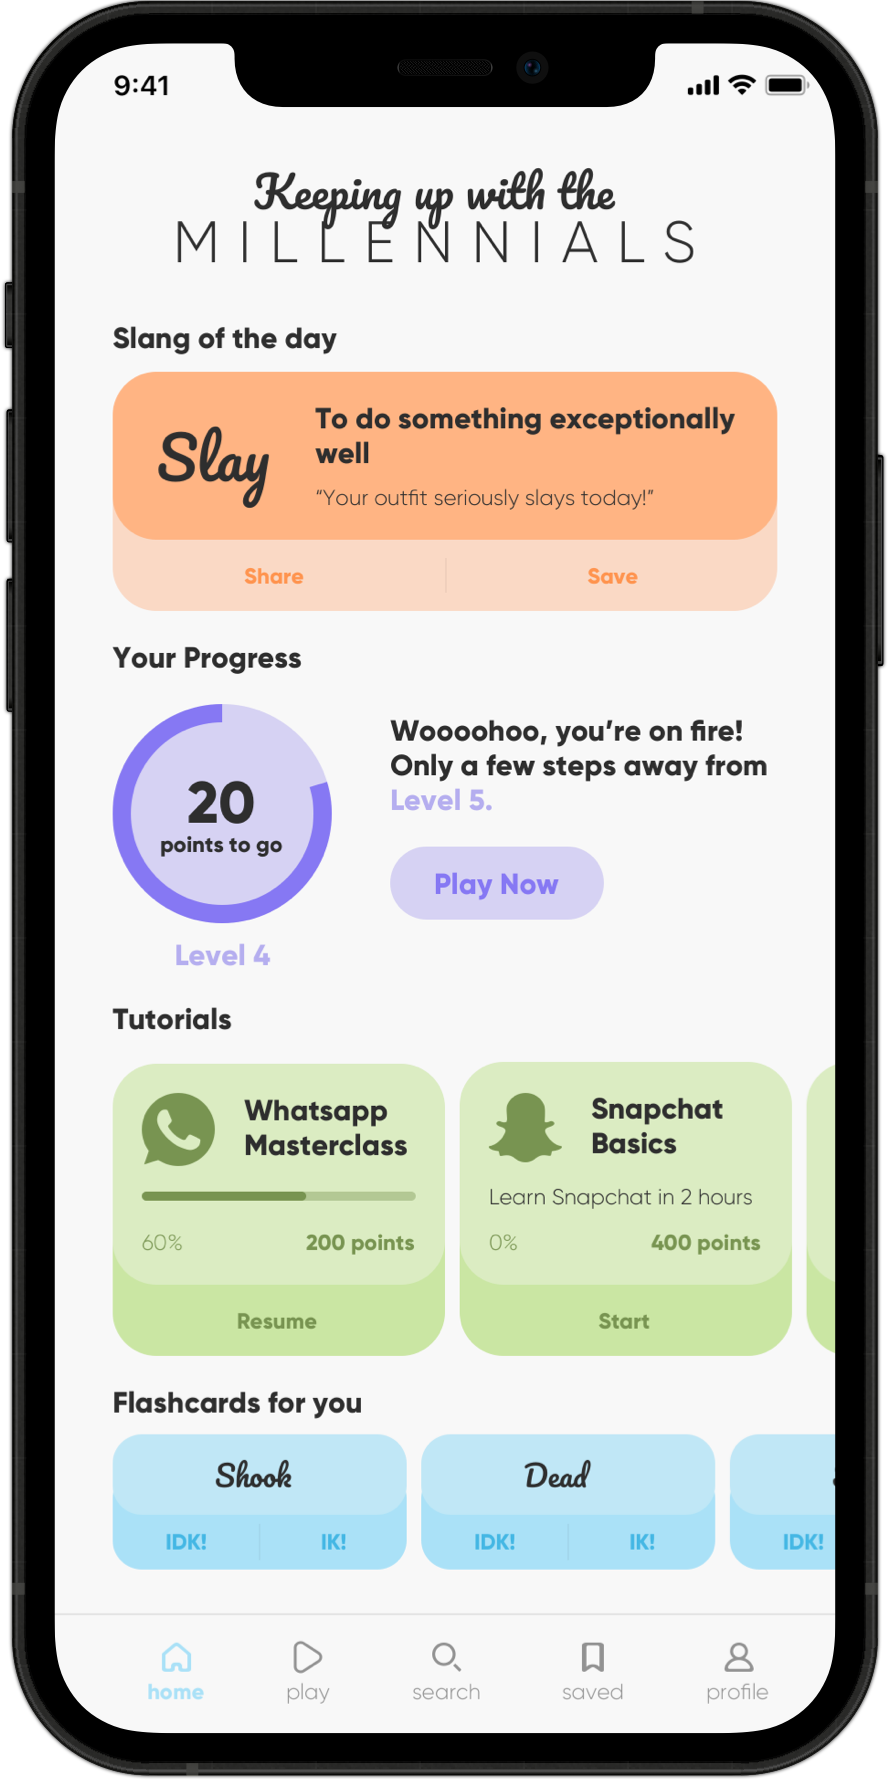 9:41
Keeping up with the
MILLENNIALS
Slang of the day
Slay
To do something exceptionally
well
“Your outfit seriously slays today!”
Share
Save
Your Progress
20
points to go
Level 4
Woooohoo, you’re on fire!
Only a few steps away from
Level 5.
Play Now
Tutorials
Whatsapp
Masterclass
60%
200 points
Resume
Snapchat
Basics
Learn Snapchat in 2 hours
0%
400 points
Start
Flashcards for you
Shook
IDK!
IK!
Dead
IDK!
IK!
IDK!
home
play
search
saved
profile